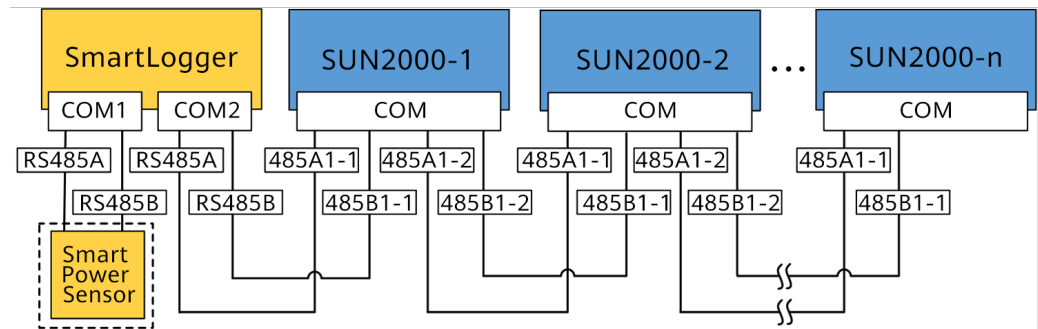 SmartLogger
SUN2000-1
SUN2000-2
...
SUN2000-n
COM1
COM2
COM
COM
COM
RS485A
RS485A
485A1-1
485A1-2
485A1-1
485A1-2
485A1-1
RS485B
RS485B
485B1-1
485B1-2
485B1-1
485B1-2
485B1-1
Smart
Power
Sensor